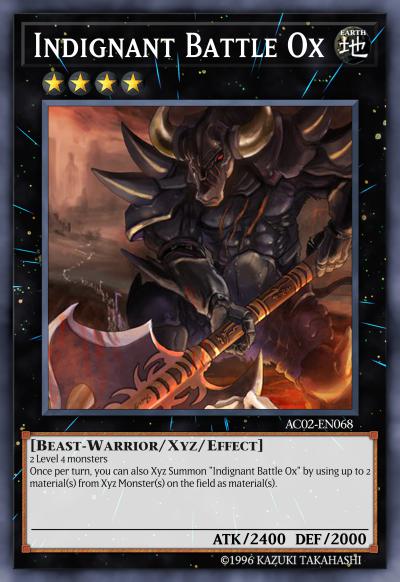 INDIGNANT BATTLE OX
EARTH
地
AC02-EN068
[BEAST-WARRIOR/XYZ/EFFECT]
2 Level 4 monsters
Once per turn, you can also Xyz Summon "Indignant Battle Ox" by using up to 2
material(s) from Xyz Monster(s) on the field as material(s).
ATK/2400 DEF/2000
©1996 KAZUKI TAKAHASHI